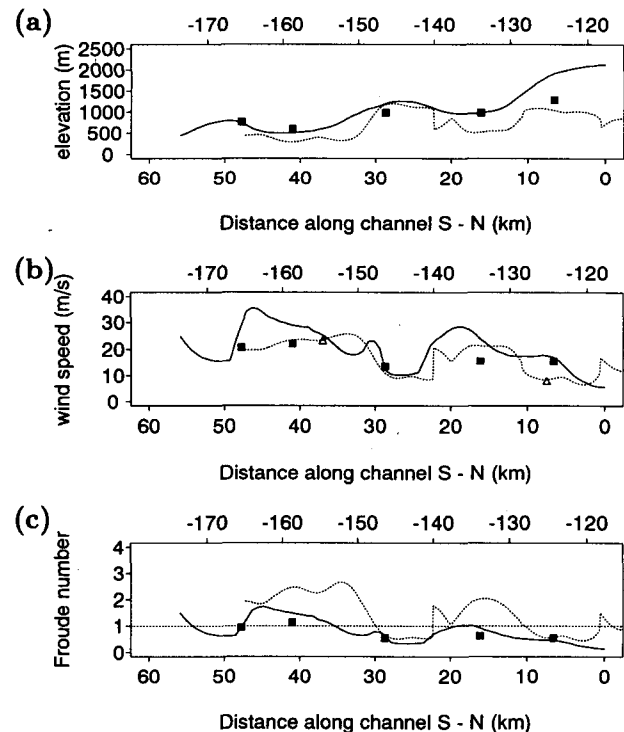 (a)
-170 -160 -150 -140 -130 -120
elevation (m)
2500
2000
1500
1000
500
0
60 50 40 30 20 10 0
Distance along channel S - N (km)
(b)
-170 -160 -150 -140 -130 -120
wind speed (m/s)
40
30
20
10
0
60 50 40 30 20 10 0
Distance along channel S - N (km)
(c)
-170 -160 -150 -140 -130 -120
Froude number
4
3
2
1
0
60 50 40 30 20 10 0
Distance along channel S - N (km)